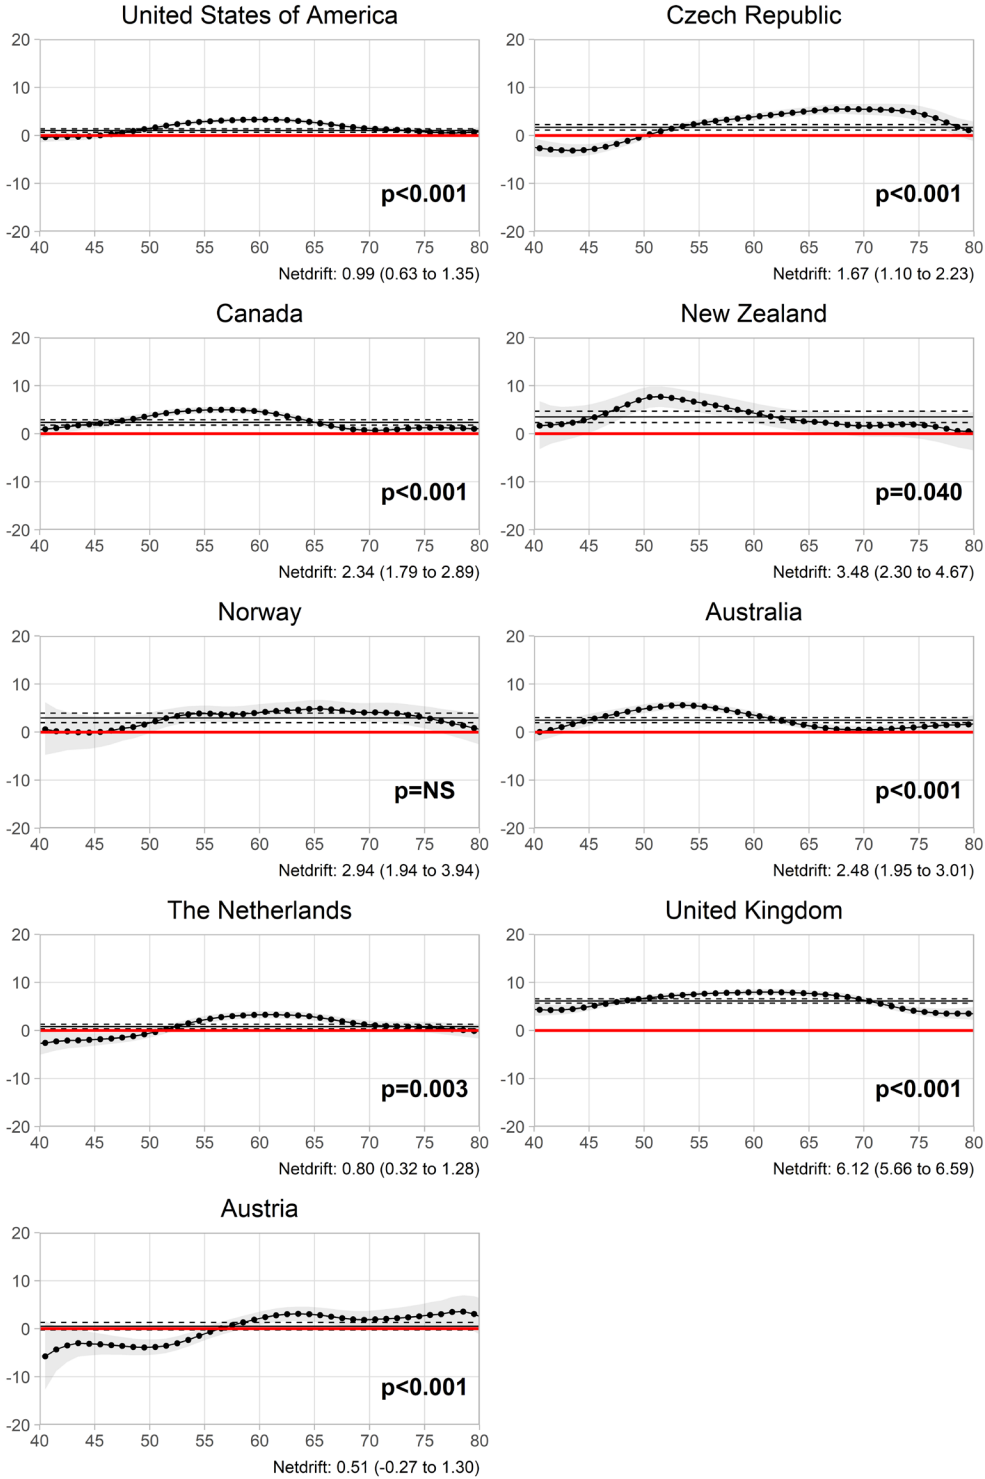 United States of America
20
10
0
-10
-20
p<0.001
40 45 50 55 60 65 70 75 80
Netdrift: 0.99 (0.63 to 1.35)
Czech Republic
20
10
0
-10
-20
p<0.001
40 45 50 55 60 65 70 75 80
Netdrift: 1.67 (1.10 to 2.23)
Canada
20
10
0
-10
-20
p<0.001
40 45 50 55 60 65 70 75 80
Netdrift: 2.34 (1.79 to 2.89)
New Zealand
20
10
0
-10
-20
p=0.040
40 45 50 55 60 65 70 75 80
Netdrift: 3.48 (2.30 to 4.67)
Norway
20
10
0
-10
-20
p=NS
40 45 50 55 60 65 70 75 80
Netdrift: 2.94 (1.94 to 3.94)
Australia
20
10
0
-10
-20
p<0.001
40 45 50 55 60 65 70 75 80
Netdrift: 2.48 (1.95 to 3.01)
The Netherlands
20
10
0
-10
-20
p=0.003
40 45 50 55 60 65 70 75 80
Netdrift: 0.80 (0.32 to 1.28)
United Kingdom
20
10
0
-10
-20
p<0.001
40 45 50 55 60 65 70 75 80
Netdrift: 6.12 (5.66 to 6.59)
Austria
20
10
0
-10
-20
p<0.001
40 45 50 55 60 65 70 75 80
Netdrift: 0.51 (-0.27 to 1.30)